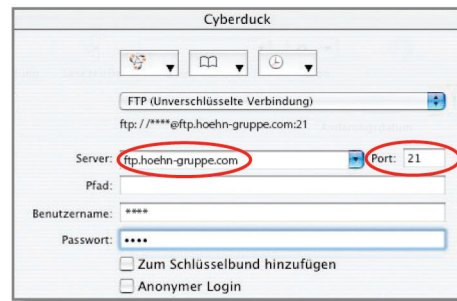 Cyberduck
FTP (Unverschlüsselte Verbindung)
ftp://****@ftp.hoehn-gruppe.com:21
Server: ftp.hoehn-gruppe.com Port: 21
Pfad:
Benutzername: ****
Passwort: ••••
Zum Schlüsselbund hinzufügen
Anonymer Login